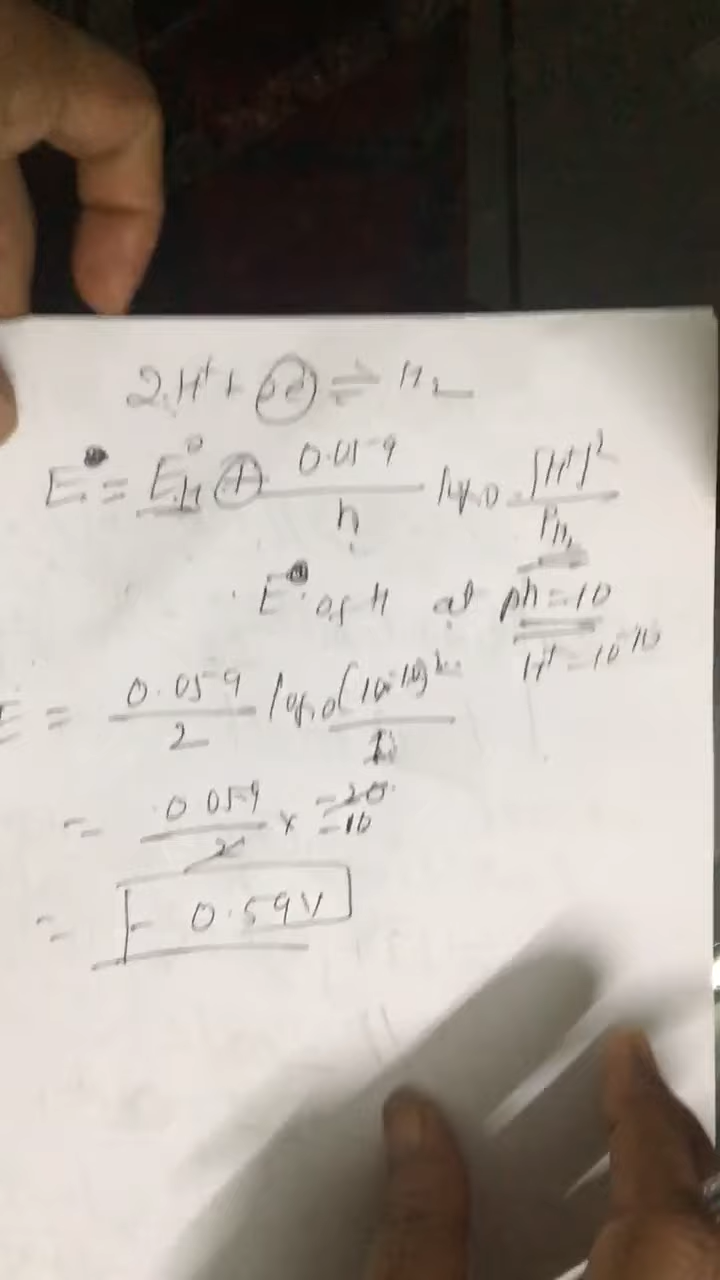 2H⁺ + 2e ⇌ H₂
E = E°H ⊕ 0.059/n log10 [H⁺]²/PH₂
E of H at pH = 10
H⁺ = 10⁻¹⁰
E = 0.059/2 log10 (10⁻¹⁰)²/1
= 0.059/2 × -20 -10
= - 0.59V